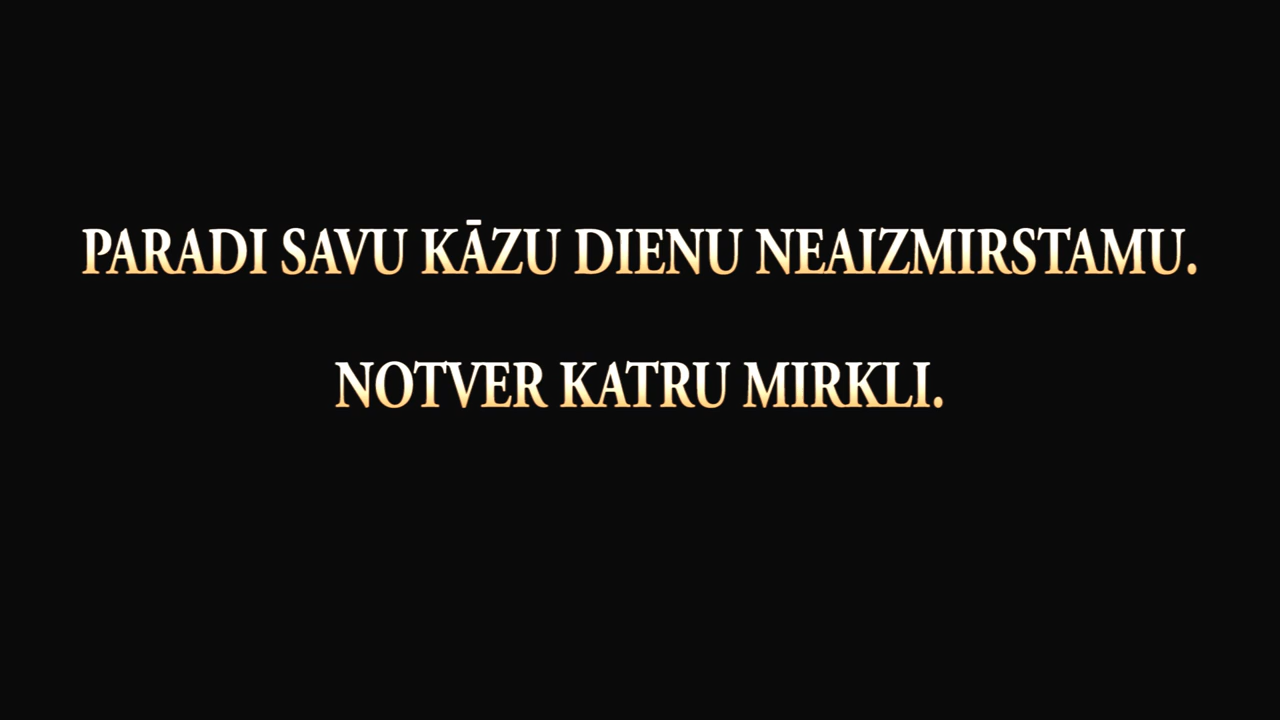 PARADI SAVU KĀZU DIENU NEAIZMIRSTAMU.
NOTVER KATRU MIRKLI.